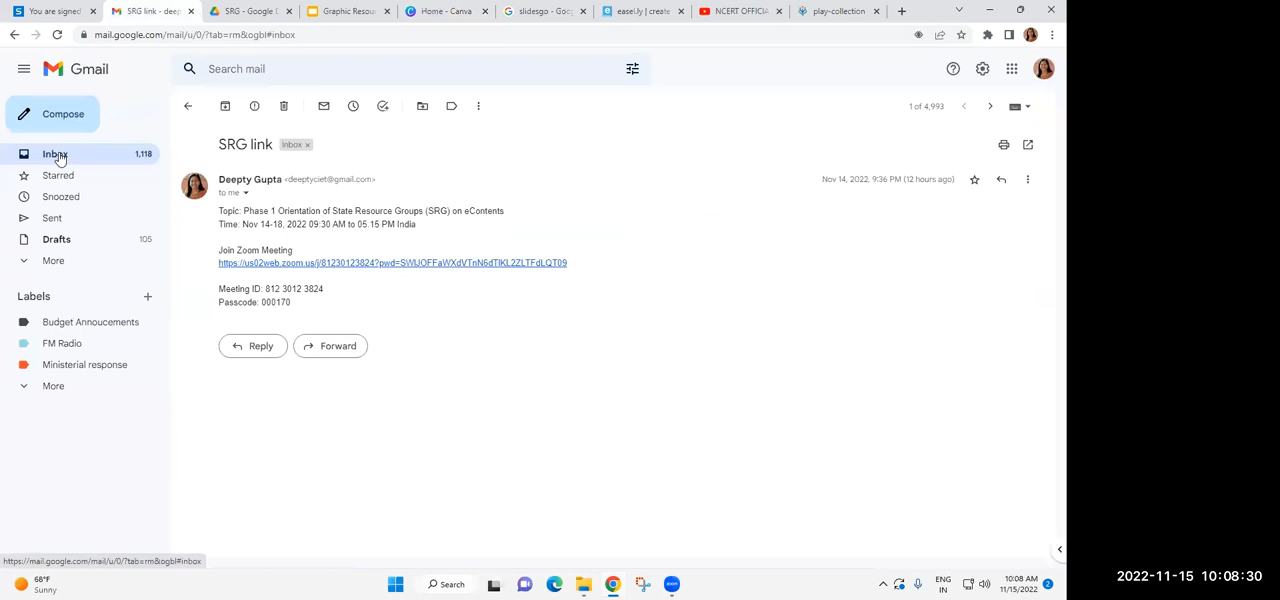 You are signed
SRG link - deep
SRG - Google D
Graphic Resou
Home - Canva
slidesgo - Goo
easel.ly | create
NCERT OFFICIA
play-collection
mail.google.com/mail/u/0/?tab=rm&ogbl#inbox
Gmail
Search mail
Compose
1 of 4,993
Inbox 1,118
Starred
Snoozed
Sent
Drafts 105
More
Labels
Budget Annoucements
FM Radio
Ministerial response
More
SRG link Inbox x
Deepty Gupta <deeptyciet@gmail.com>
Nov 14, 2022, 9:36 PM (12 hours ago)
to me
Topic: Phase 1 Orientation of State Resource Groups (SRG) on eContents
Time: Nov 14-18, 2022 09:30 AM to 05.15 PM India
Join Zoom Meeting
https://us02web.zoom.us/j/81230123824?pwd=SWlJOFFaWXdVTnN6dTlKL2ZLTFdLQT09
Meeting ID: 812 3012 3824
Passcode: 000170
Reply
Forward
https://mail.google.com/mail/u/0/?tab=rm&ogbl#inbox
68°F
Sunny
Search
zoom
ENG
IN
10:08 AM
11/15/2022
2
2022-11-15 10:08:30